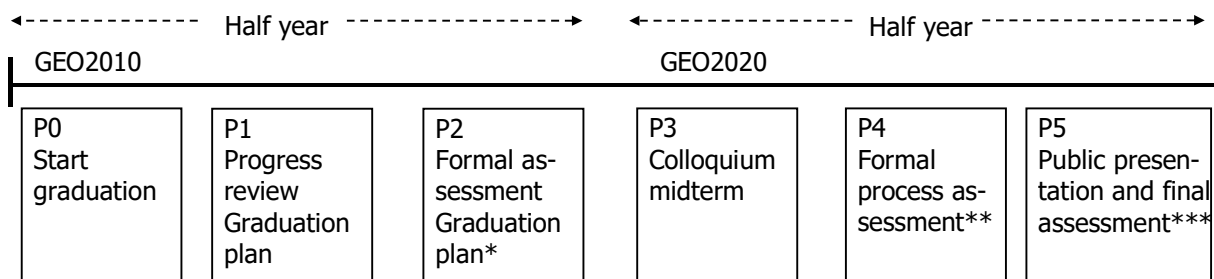 Half year
Half year
GEO2010
GEO2020
P0
Start
graduation
P1
Progress
review
Graduation
plan
P2
Formal as-
sessment
Graduation
plan*
P3
Colloquium
midterm
P4
Formal
process as-
sessment**
P5
Public presen-
tation and final
assessment***